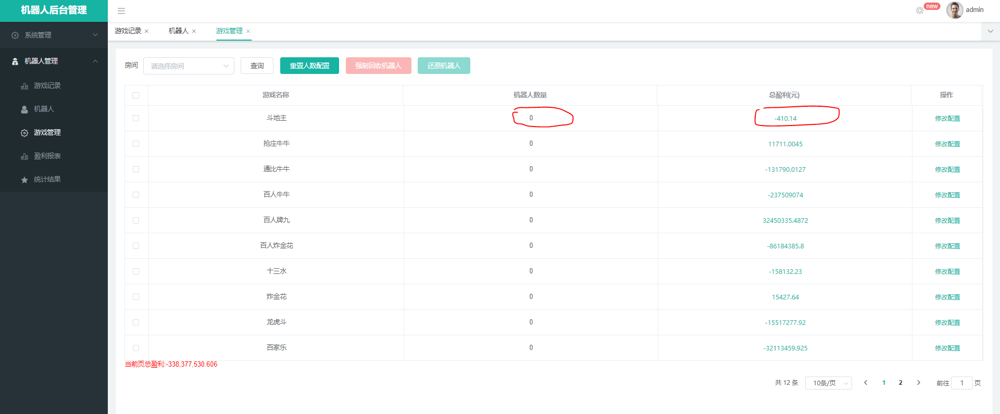 机器人后台管理
new
admin
系统管理
机器人管理
游戏记录
机器人
游戏管理
盈利报表
统计结果
游戏记录 × 机器人 × 游戏管理 ×
房间 请选择房间 查询 重置人数配置 强制回收机器人 还原机器人
游戏名称 机器人数量 总盈利(元) 操作
斗地主 0 -410.14 修改配置
抢庄牛牛 0 11711.0045 修改配置
通比牛牛 0 -131790.0127 修改配置
百人牛牛 0 -237509074 修改配置
百人牌九 0 32450335.4872 修改配置
百人炸金花 0 -86184385.8 修改配置
十三水 0 -158132.23 修改配置
炸金花 0 15427.64 修改配置
龙虎斗 0 -15517277.92 修改配置
百家乐 0 -32113459.925 修改配置
当前页总盈利:-338,377,530.606
共 12 条 10条/页 1 2 前往 1 页